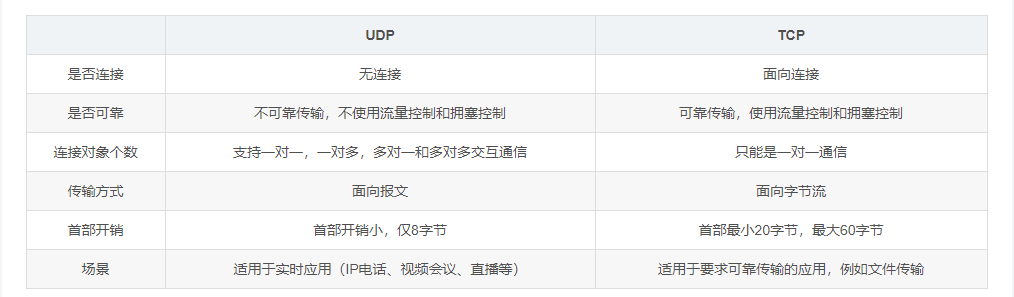 UDP TCP
是否连接 无连接 面向连接
是否可靠 不可靠传输，不使用流量控制和拥塞控制 可靠传输，使用流量控制和拥塞控制
连接对象个数 支持一对一，一对多，多对一和多对多交互通信 只能是一对一通信
传输方式 面向报文 面向字节流
首部开销 首部开销小，仅8字节 首部最小20字节，最大60字节
场景 适用于实时应用（IP电话、视频会议、直播等） 适用于要求可靠传输的应用，例如文件传输